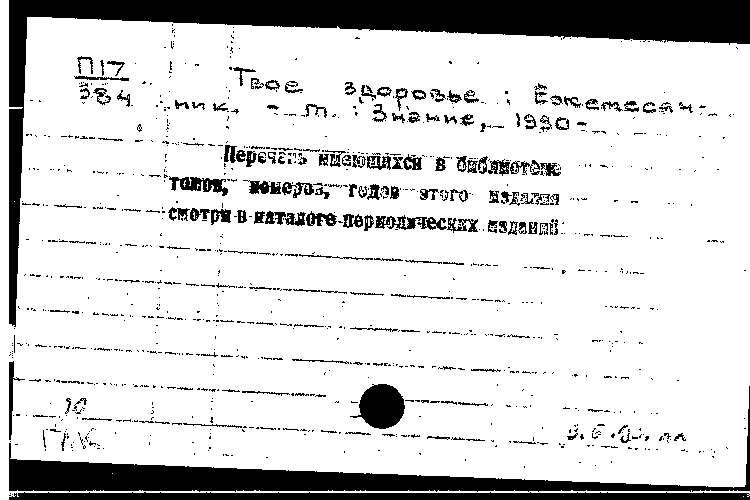 П17
384
Твое здоровье : Ежемесяч-
ник. - М. : Знание, 1990-
Перечень имеющихся в библиотеке
томов, номеров, годов этого издания
смотри в каталоге периодических изданий
90